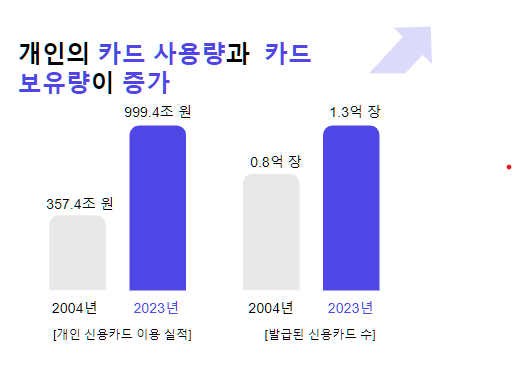 개인의 카드 사용량과 카드
보유량이 증가
999.4조 원
1.3억 장
0.8억 장
357.4조 원
2004년
2023년
2004년
2023년
[개인 신용카드 이용 실적]
[발급된 신용카드 수]